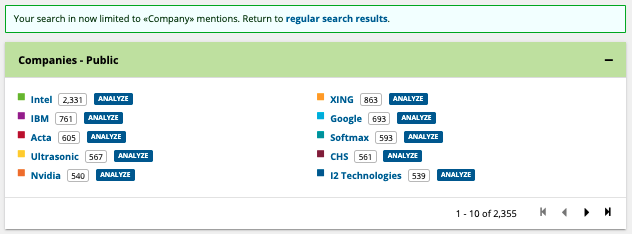 Your search in now limited to «Company» mentions. Return to regular search results.
Companies - Public
Intel 2,331 ANALYZE
XING 863 ANALYZE
IBM 761 ANALYZE
Google 693 ANALYZE
Acta 605 ANALYZE
Softmax 593 ANALYZE
Ultrasonic 567 ANALYZE
CHS 561 ANALYZE
Nvidia 540 ANALYZE
I2 Technologies 539 ANALYZE
1 - 10 of 2,355